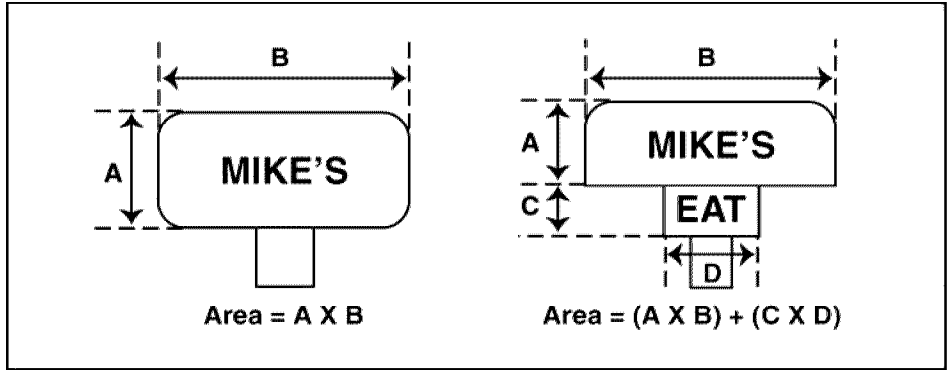 B
A
MIKE'S
Area = A X B
B
A
MIKE'S
C
EAT
D
Area = (A X B) + (C X D)